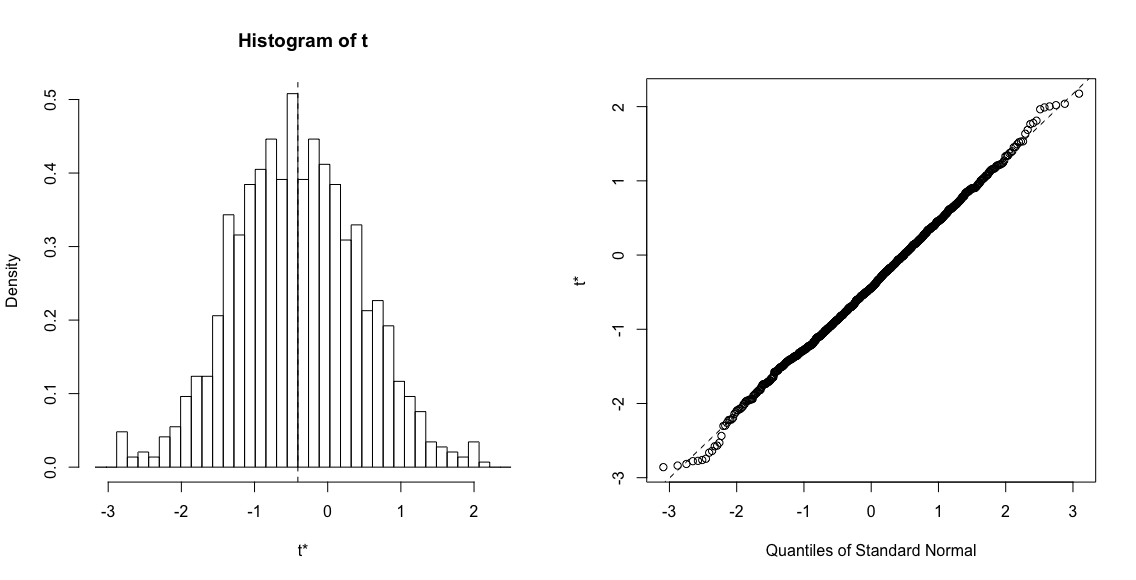 Histogram of t
Density
0.0 0.1 0.2 0.3 0.4 0.5
-3 -2 -1 0 1 2
t*
t*
-3 -2 -1 0 1 2
-3 -2 -1 0 1 2 3
Quantiles of Standard Normal